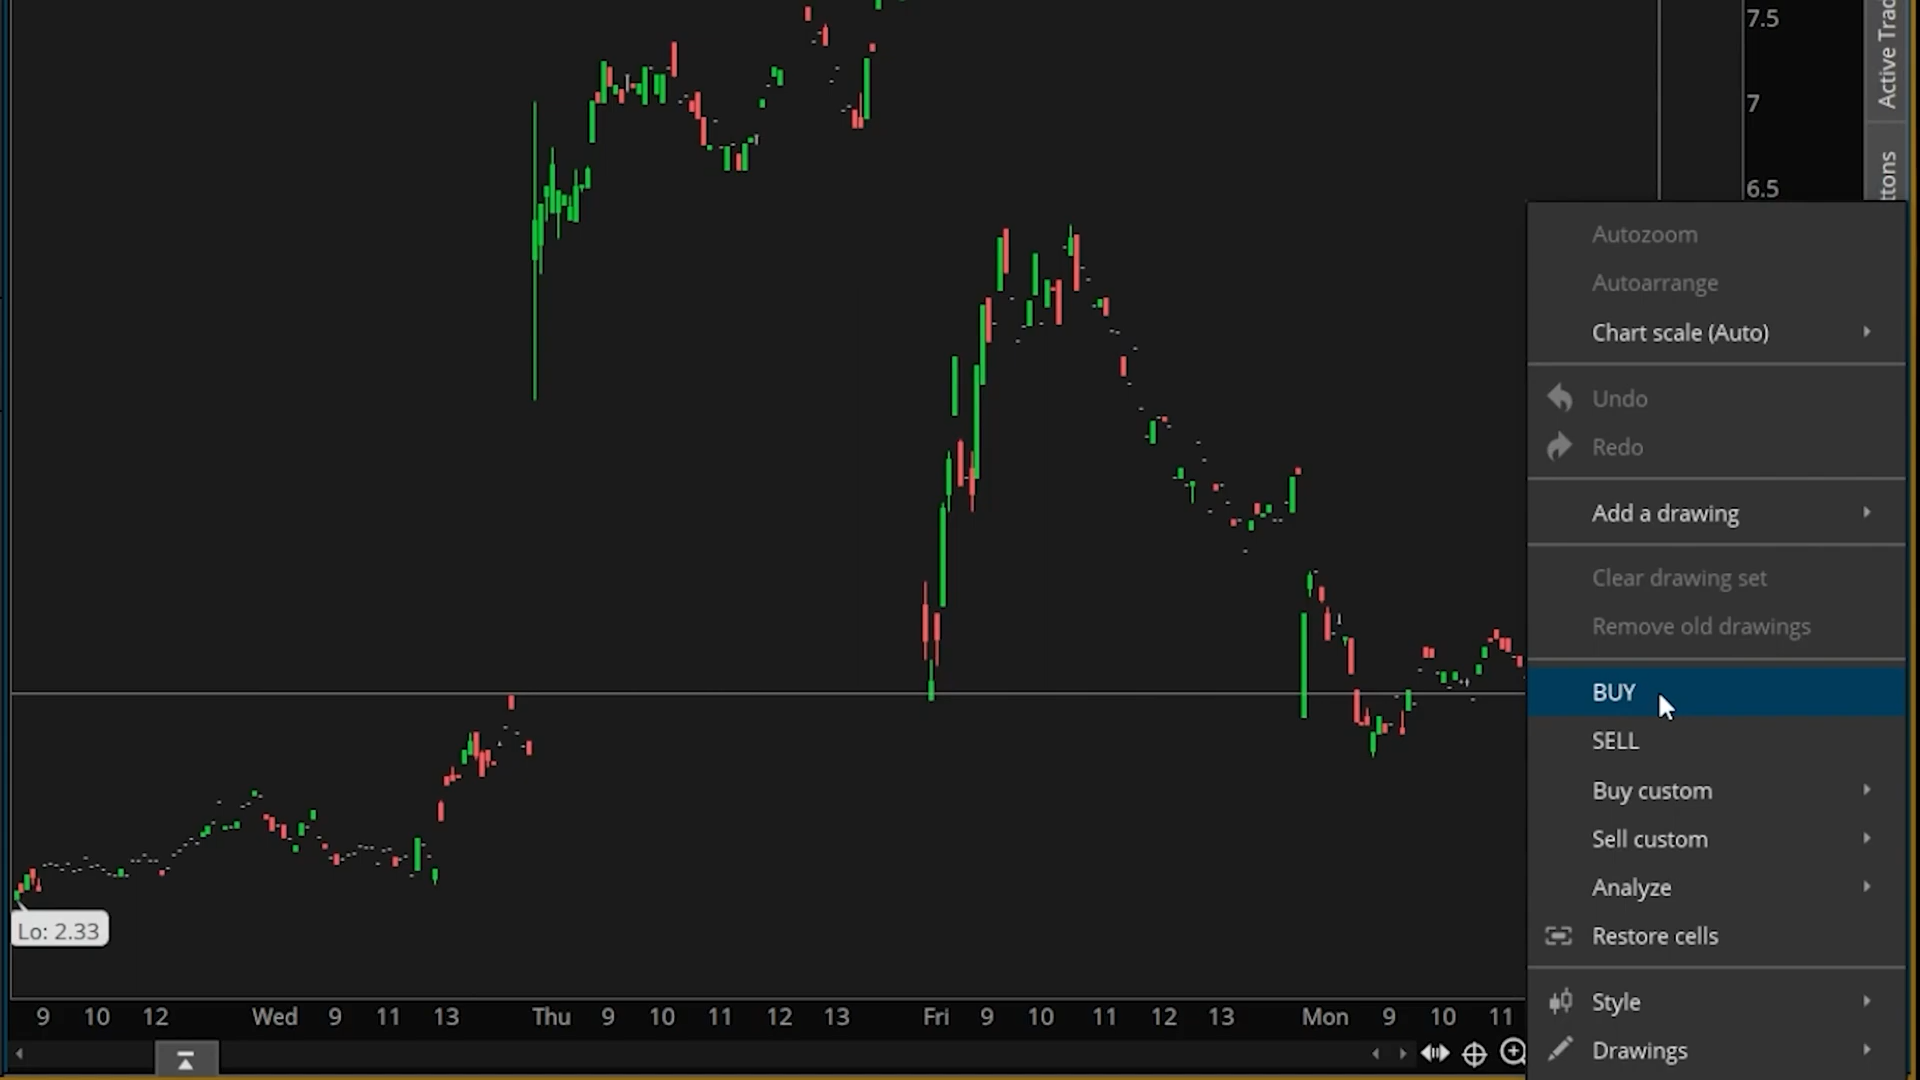 7.5
7
6.5
Active Trad
ttons
Autozoom
Autoarrange
Chart scale (Auto)
Undo
Redo
Add a drawing
Clear drawing set
Remove old drawings
BUY
SELL
Buy custom
Sell custom
Analyze
Restore cells
Style
Drawings
Lo: 2.33
9 10 12 Wed 9 11 13 Thu 9 10 11 12 13 Fri 9 10 11 12 13 Mon 9 10 11